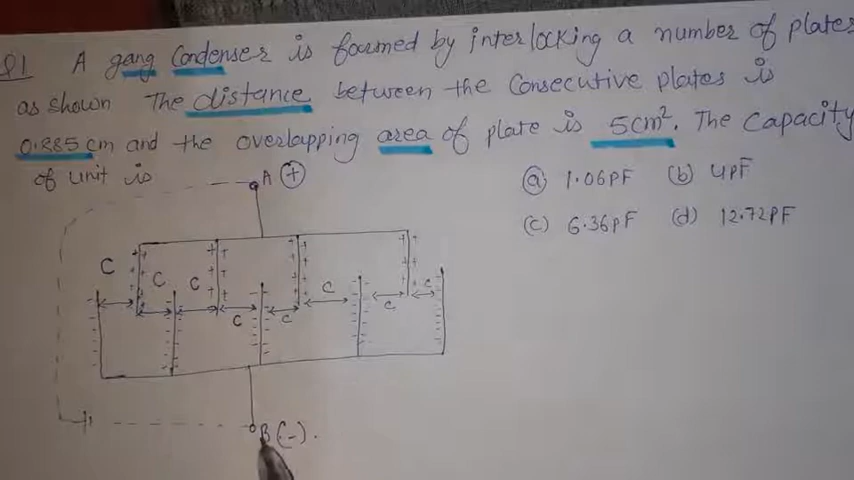 Q1 A gang Condenser is formed by interlocking a number of plates
as shown The distance between the Consecutive plates is
0.885 cm and the overlapping area of plate is 5cm². The Capacity
of unit is
(a) 1.06PF (b) 4PF
(c) 6.36PF (d) 12.72PF
A (+)
C C C C C C C C
B(-).